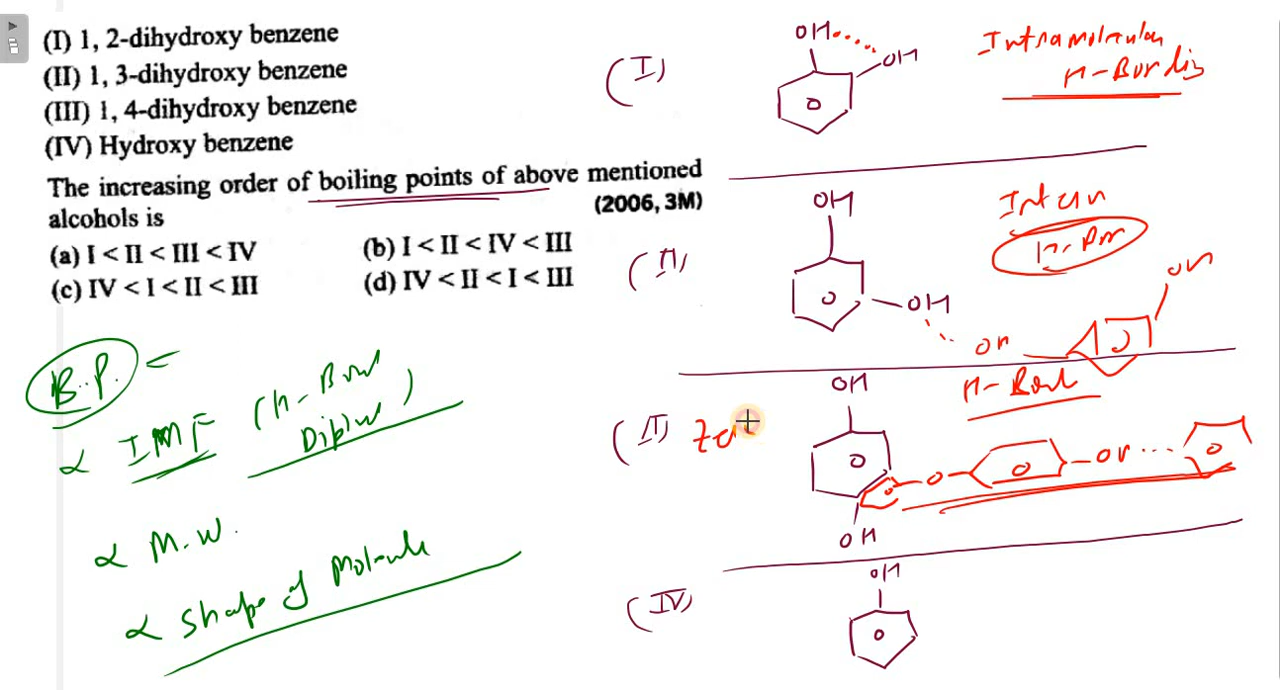 (I) 1, 2-dihydroxy benzene
(II) 1, 3-dihydroxy benzene
(III) 1, 4-dihydroxy benzene
(IV) Hydroxy benzene
The increasing order of boiling points of above mentioned
alcohols is
(2006, 3M)
(a) I < II < III < IV
(b) I < II < IV < III
(c) IV < I < II < III
(d) IV < II < I < III
B.P.
∝ IMF (H-Bond
Dipole)
∝ M.W.
∝ Shape of Molecule
(I)
OH
OH
Intramolecular
H-Bonding
(II)
OH
OH
OH
OH
H-Bond
OH
OH
(IV)
OH